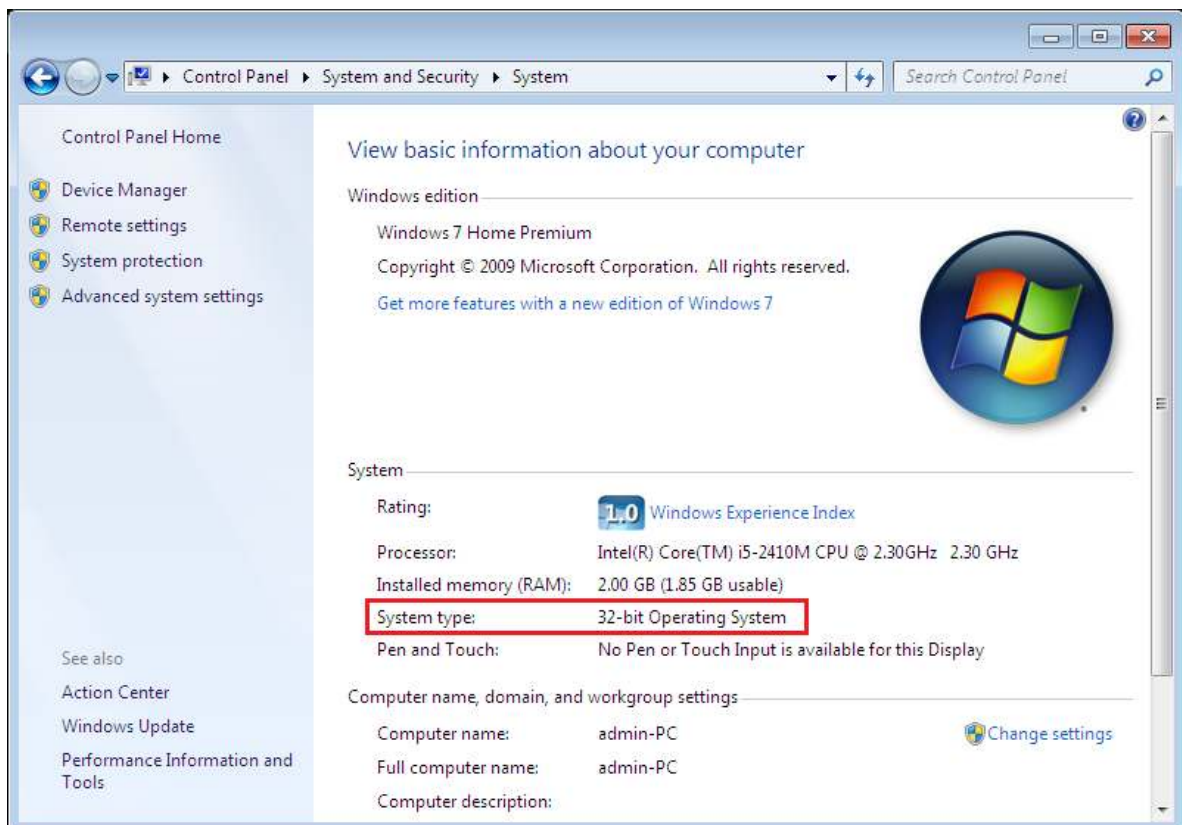 Control Panel ▸ System and Security ▸ System
Search Control Panel
Control Panel Home
Device Manager
Remote settings
System protection
Advanced system settings
See also
Action Center
Windows Update
Performance Information and
Tools
View basic information about your computer
Windows edition
Windows 7 Home Premium
Copyright © 2009 Microsoft Corporation. All rights reserved.
Get more features with a new edition of Windows 7
System
Rating: 1.0 Windows Experience Index
Processor: Intel(R) Core(TM) i5-2410M CPU @ 2.30GHz 2.30 GHz
Installed memory (RAM): 2.00 GB (1.85 GB usable)
System type: 32-bit Operating System
Pen and Touch: No Pen or Touch Input is available for this Display
Computer name, domain, and workgroup settings
Computer name: admin-PC Change settings
Full computer name: admin-PC
Computer description: